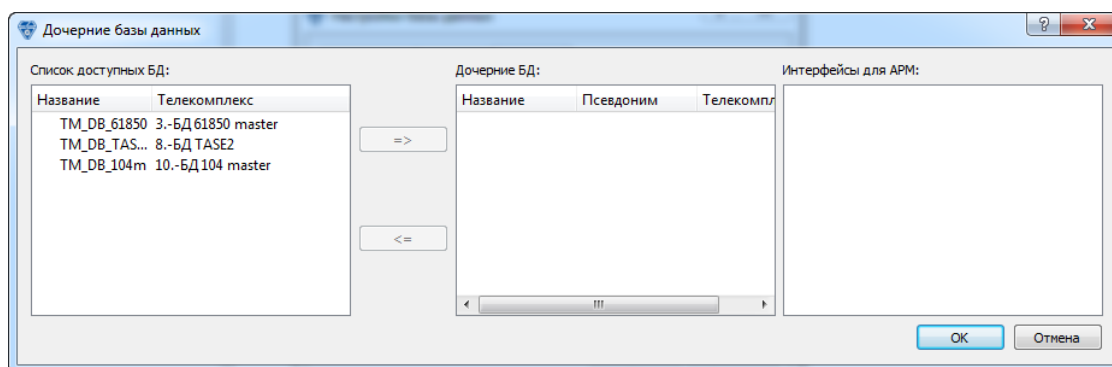 Дочерние базы данных
Список доступных БД:
Дочерние БД:
Интерфейсы для АРМ:
Название Телекомплекс
Название Псевдоним Телекомпл
TM_DB_61850 3.-БД 61850 master
TM_DB_TAS... 8.-БД TASE2
TM_DB_104m 10.-БД 104 master
=>
<=
OK
Отмена